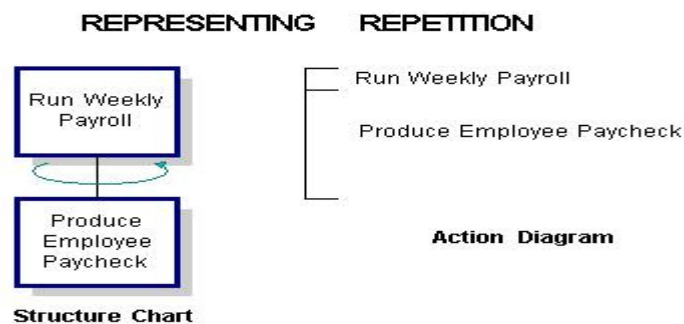 REPRESENTING REPETITION
Run Weekly
Payroll
Produce
Employee
Paycheck
Structure Chart
Run Weekly Payroll
Produce Employee Paycheck
Action Diagram